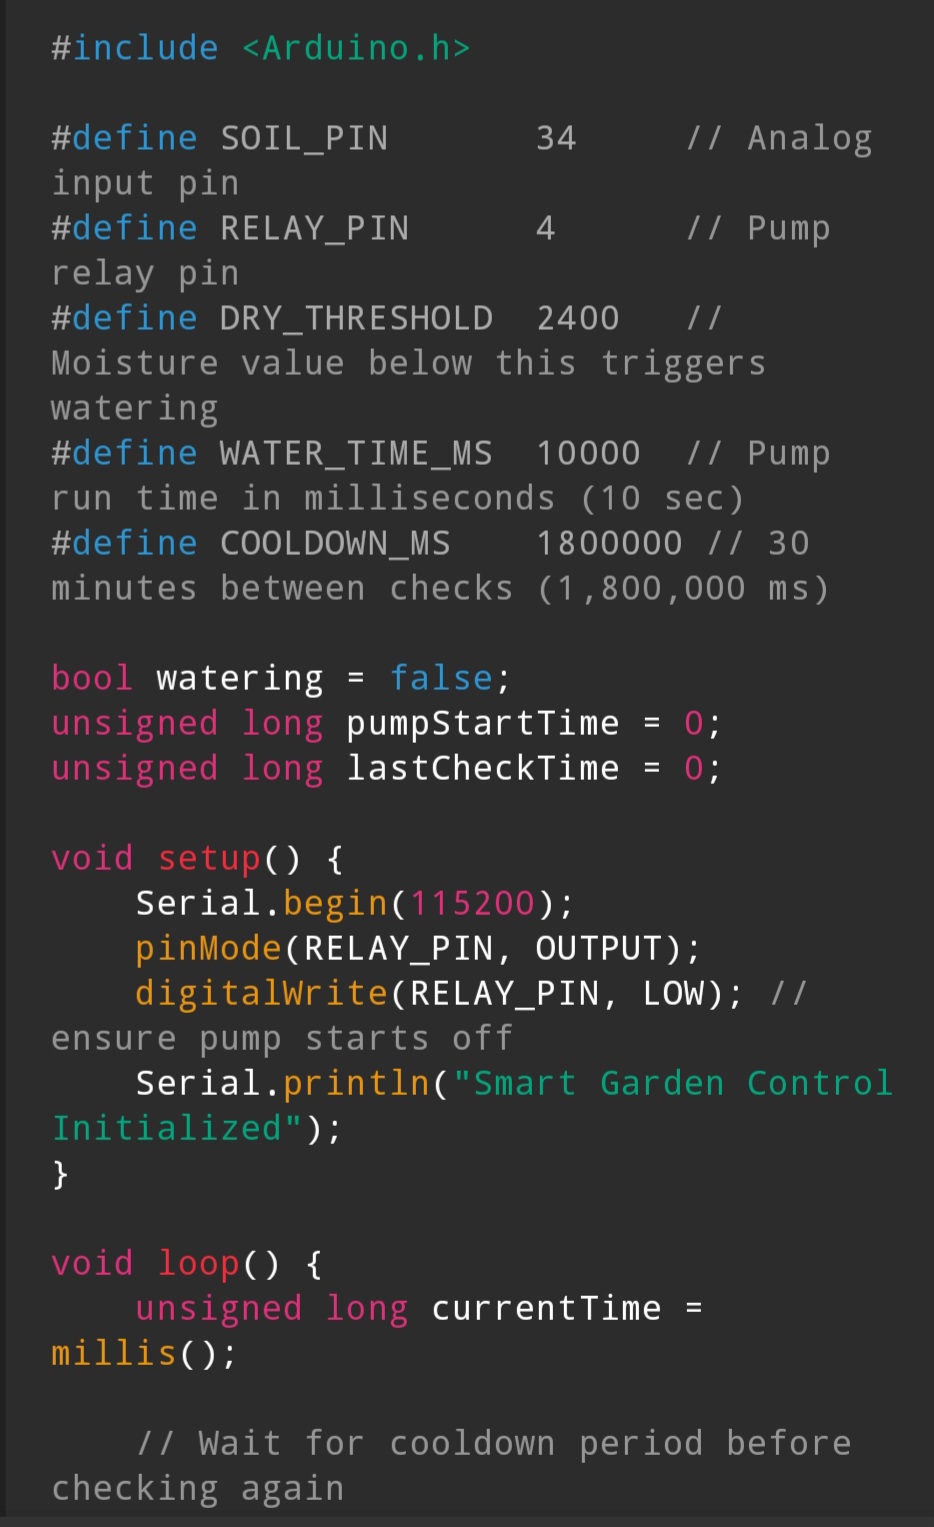 #include <Arduino.h>
#define SOIL_PIN       34     // Analog
input pin
#define RELAY_PIN      4      // Pump
relay pin
#define DRY_THRESHOLD  2400   //
Moisture value below this triggers
watering
#define WATER_TIME_MS  10000  // Pump
run time in milliseconds (10 sec)
#define COOLDOWN_MS    1800000 // 30
minutes between checks (1,800,000 ms)
bool watering = false;
unsigned long pumpStartTime = 0;
unsigned long lastCheckTime = 0;
void setup() {
    Serial.begin(115200);
    pinMode(RELAY_PIN, OUTPUT);
    digitalWrite(RELAY_PIN, LOW); //
ensure pump starts off
    Serial.println("Smart Garden Control
Initialized");
}
void loop() {
    unsigned long currentTime =
millis();
    // Wait for cooldown period before
checking again